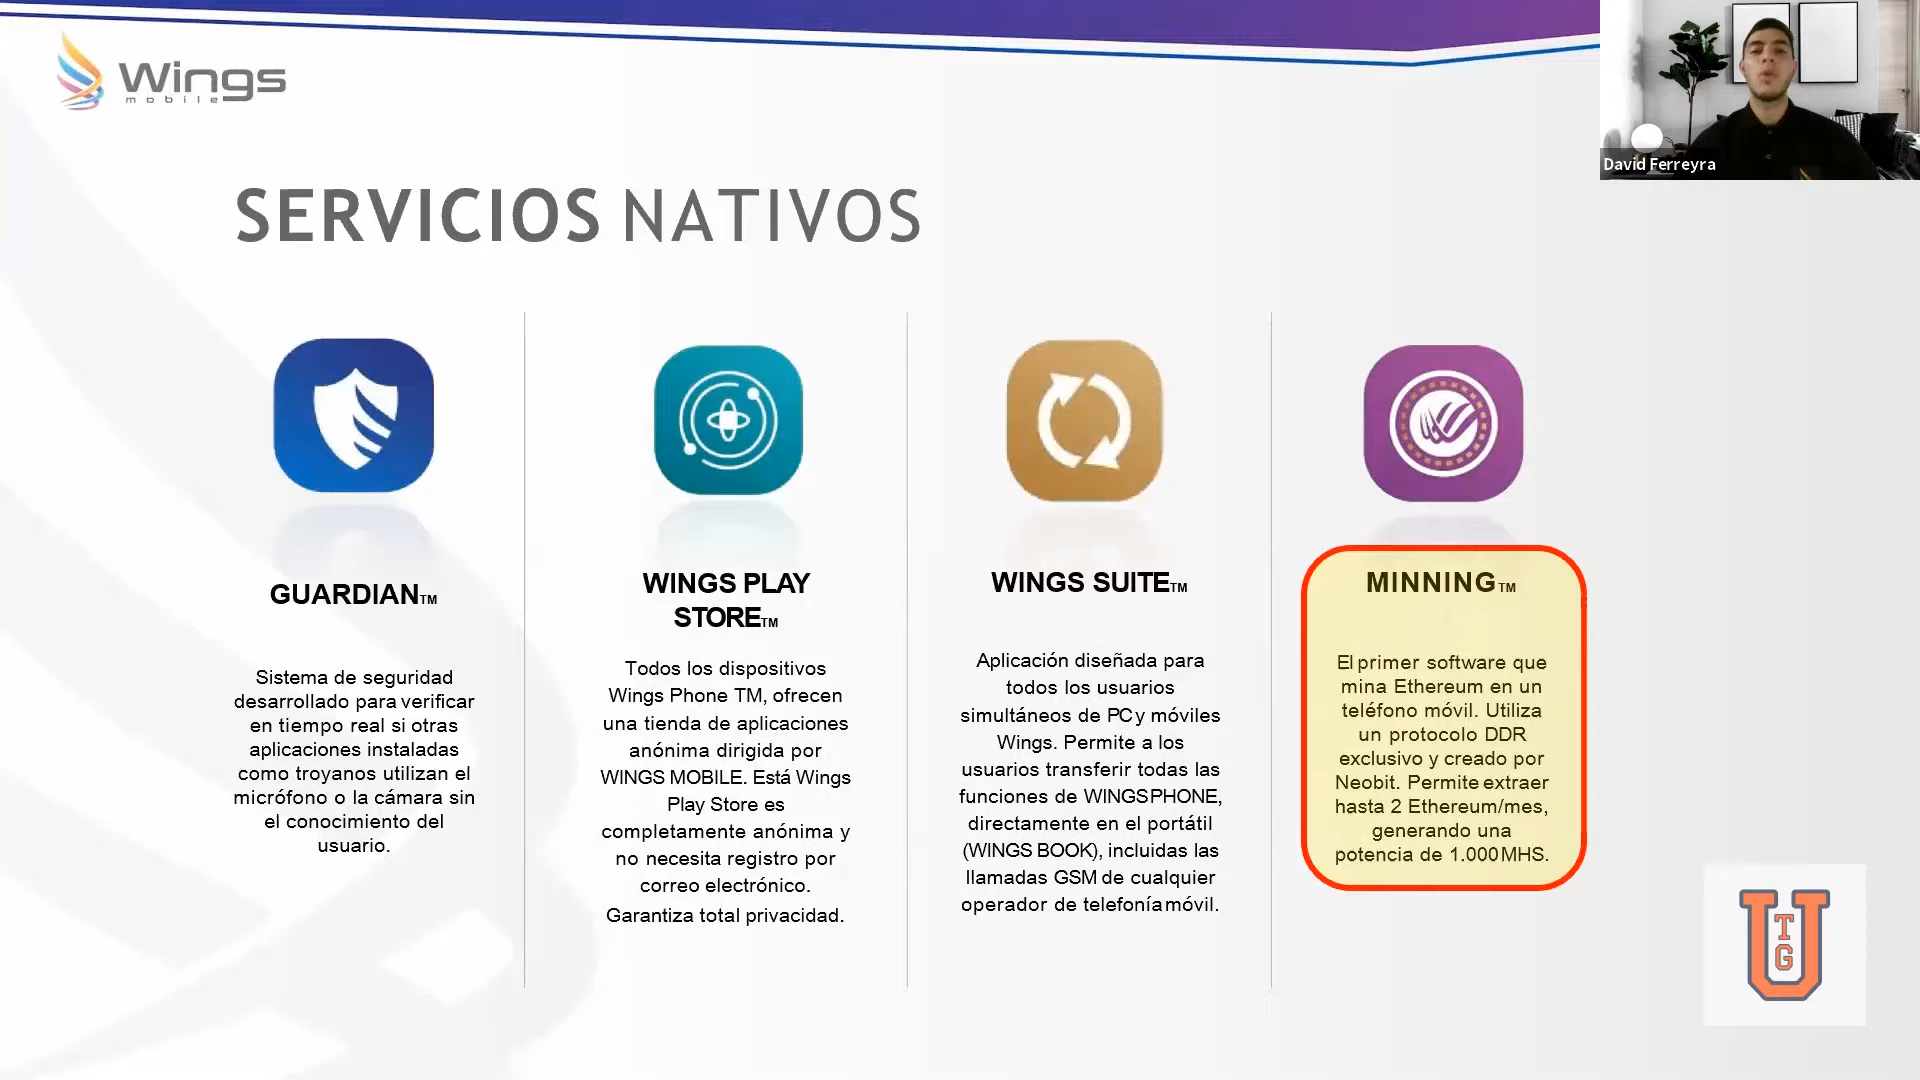 Wings
mobile
David Ferreyra
SERVICIOS NATIVOS
GUARDIANTM
Sistema de seguridad
desarrollado para verificar
en tiempo real si otras
aplicaciones instaladas
como troyanos utilizan el
micrófono o la cámara sin
el conocimiento del
usuario.
WINGS PLAY
STORETM
Todos los dispositivos
Wings Phone TM, ofrecen
una tienda de aplicaciones
anónima dirigida por
WINGS MOBILE. Está Wings
Play Store es
completamente anónima y
no necesita registro por
correo electrónico.
Garantiza total privacidad.
WINGS SUITETM
Aplicación diseñada para
todos los usuarios
simultáneos de PC y móviles
Wings. Permite a los
usuarios transferir todas las
funciones de WINGSPHONE,
directamente en el portátil
(WINGS BOOK), incluidas las
llamadas GSM de cualquier
operador de telefonía móvil.
MINNINGTM
El primer software que
mina Ethereum en un
teléfono móvil. Utiliza
un protocolo DDR
exclusivo y creado por
Neobit. Permite extraer
hasta 2 Ethereum/mes,
generando una
potencia de 1.000MHS.
U
T
G